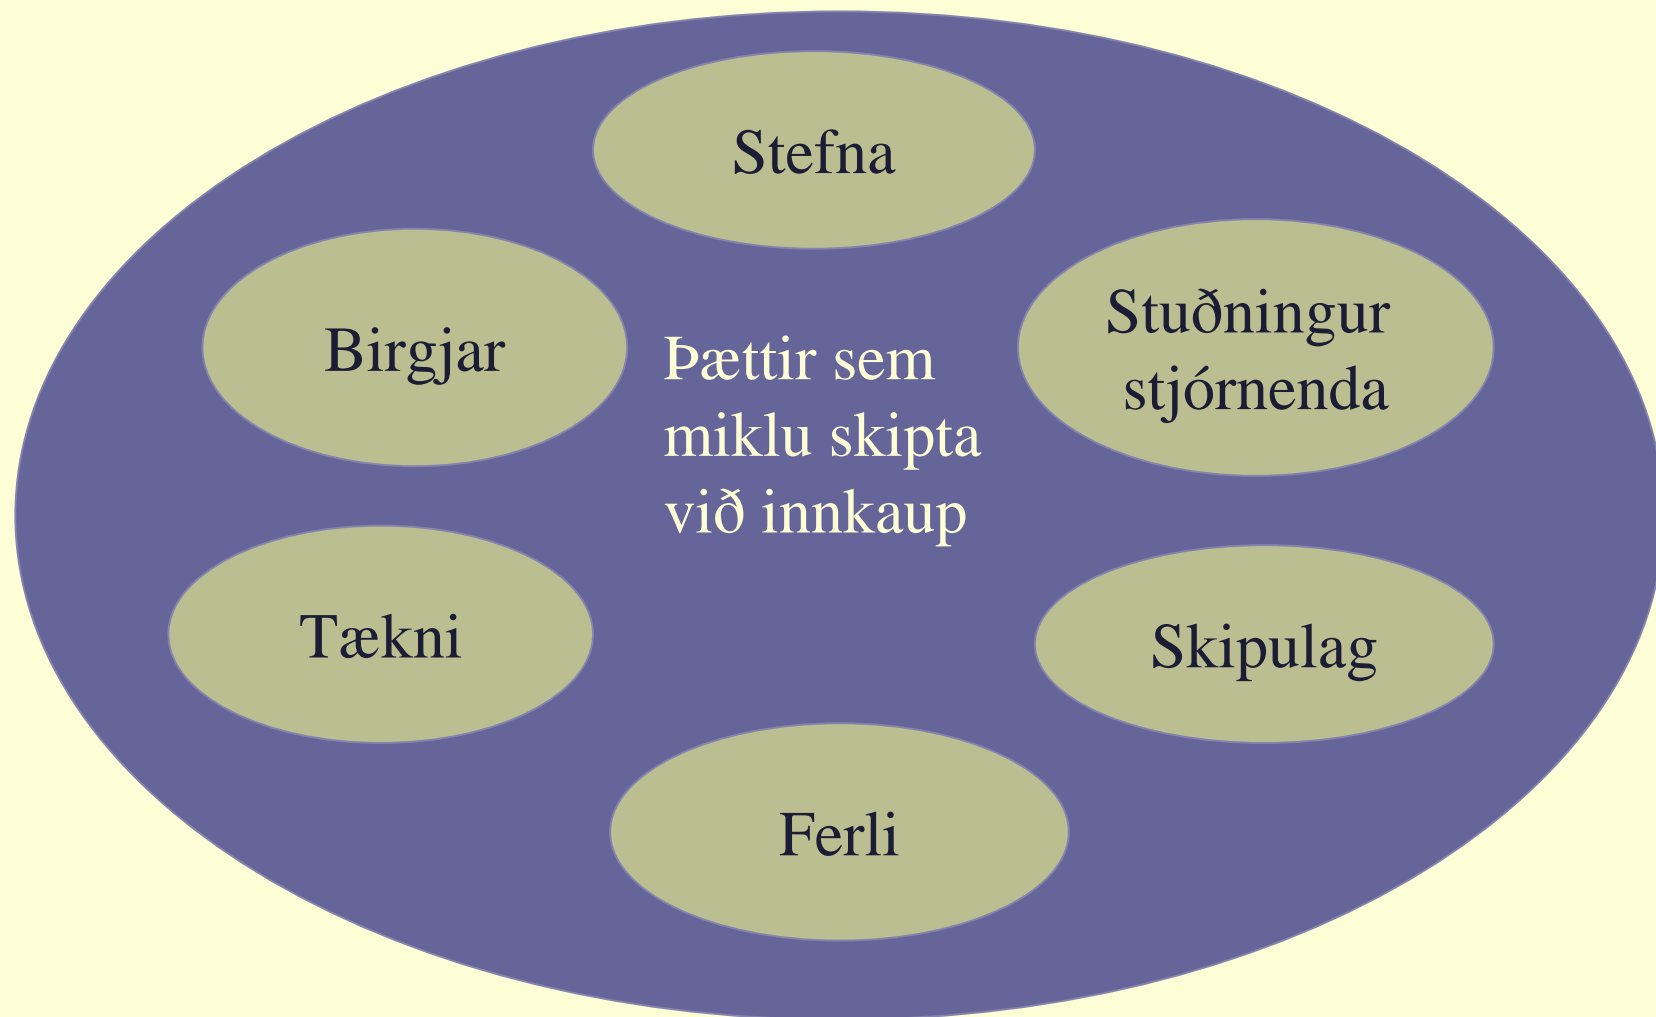 Stefna
Birgjar
Þættir sem
miklu skipta
við innkaup
Stuðningur
stjórnenda
Tækni
Skipulag
Ferli